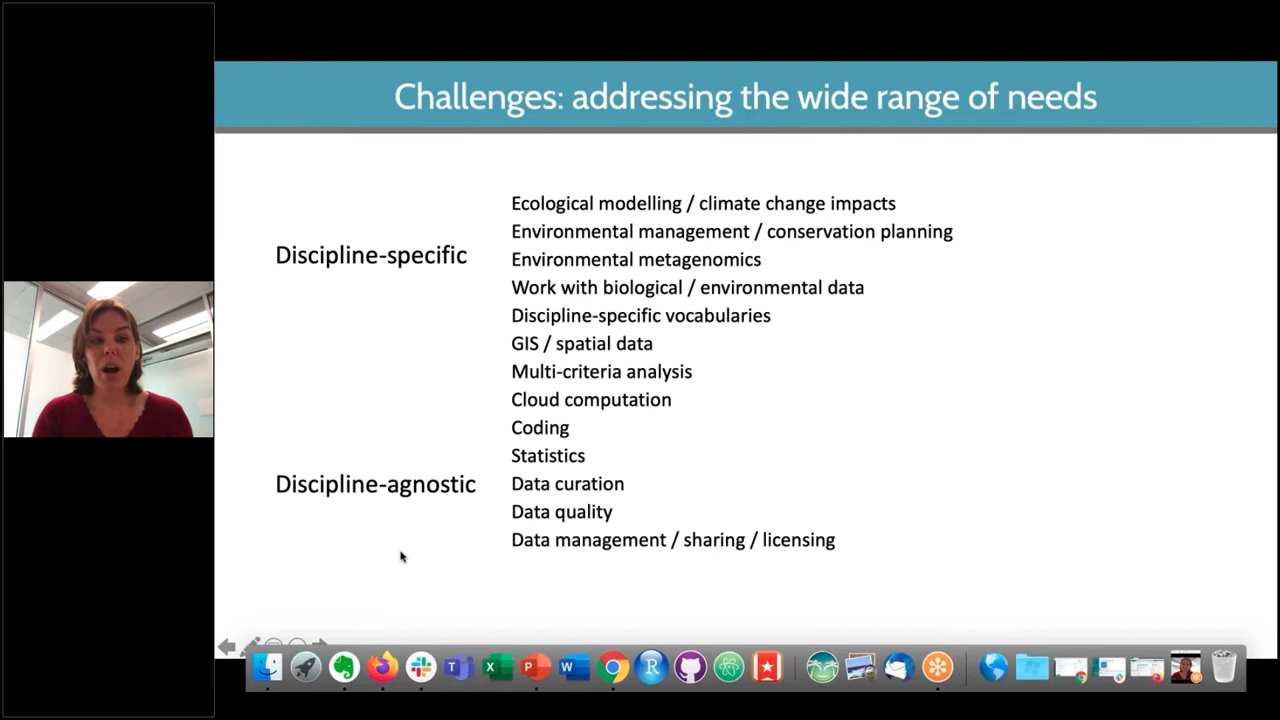 Challenges: addressing the wide range of needs
Discipline-specific
Ecological modelling / climate change impacts
Environmental management / conservation planning
Environmental metagenomics
Work with biological / environmental data
Discipline-specific vocabularies
GIS / spatial data
Multi-criteria analysis
Cloud computation
Coding
Statistics
Discipline-agnostic
Data curation
Data quality
Data management / sharing / licensing